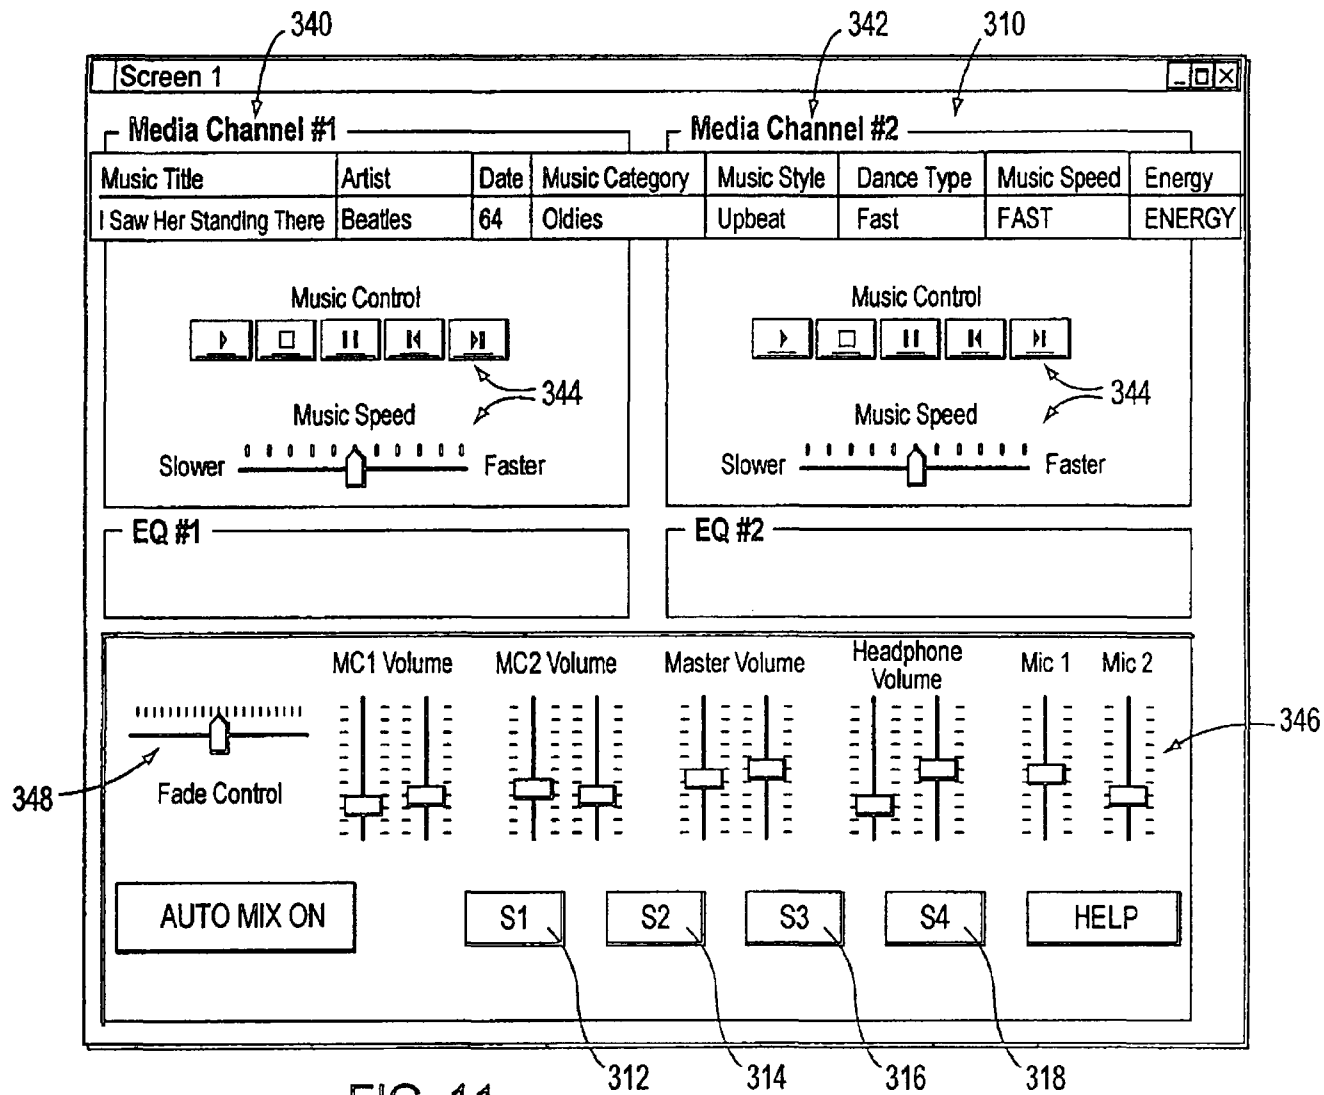 340 342 310
Screen 1
Media Channel #1 Media Channel #2
Music Title Artist Date Music Category Music Style Dance Type Music Speed Energy
I Saw Her Standing There Beatles 64 Oldies Upbeat Fast FAST ENERGY
Music Control Music Control
344 344
Music Speed Music Speed
Slower Faster Slower Faster
EQ #1 EQ #2
MC1 Volume MC2 Volume Master Volume Headphone Volume Mic 1 Mic 2
346
348 Fade Control
AUTO MIX ON S1 S2 S3 S4 HELP
312 314 316 318
FIG. 11